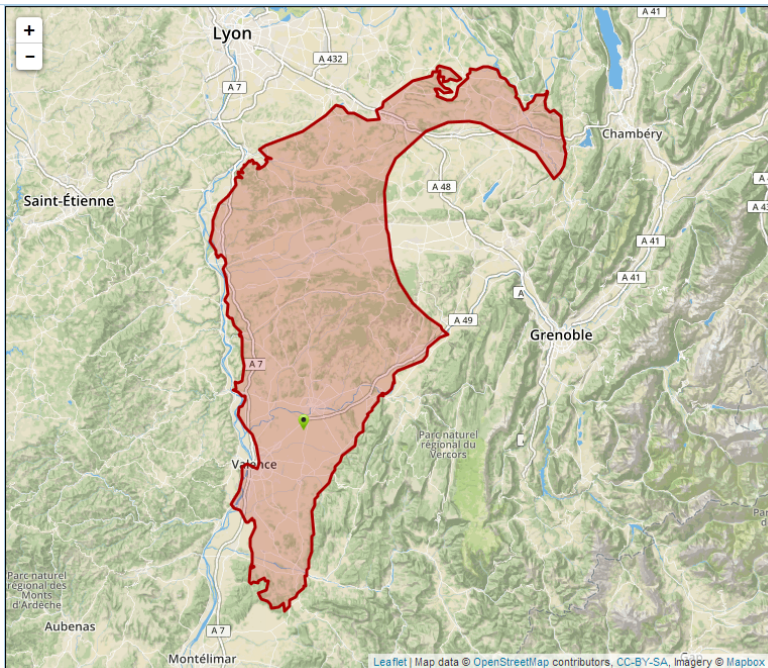 +
−
Lyon
A 41
A 432
A 7
Chambéry
A 48
Saint-Étienne
A 41
A 41
A 49
Grenoble
A 7
Parc naturel
régional du
Vercors
Valence
Parc naturel
régional des
Monts
d'Ardèche
Aubenas
A 7
Montélimar
Gap
Leaflet | Map data © OpenStreetMap contributors, CC-BY-SA, Imagery © Mapbox